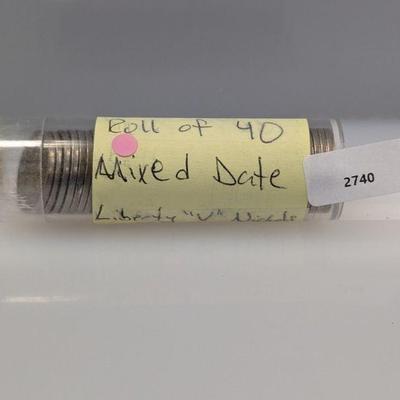 Roll of 40
Mixed Date
Liberty "V" Nickels
2740